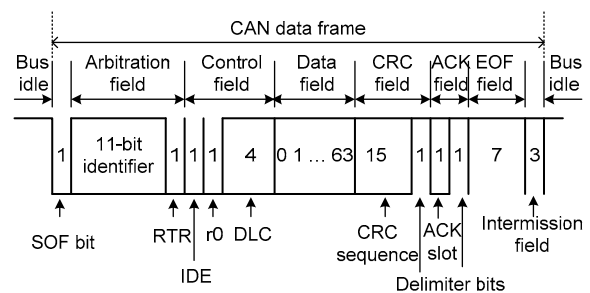 CAN data frame
Bus idle
Arbitration field
Control field
Data field
CRC field
ACK field
EOF field
Bus idle
1
11-bit identifier
1
1
1
4
0 1 ... 63
15
1
1
1
7
3
SOF bit
RTR
IDE
r0
DLC
CRC sequence
ACK slot
Delimiter bits
Intermission field